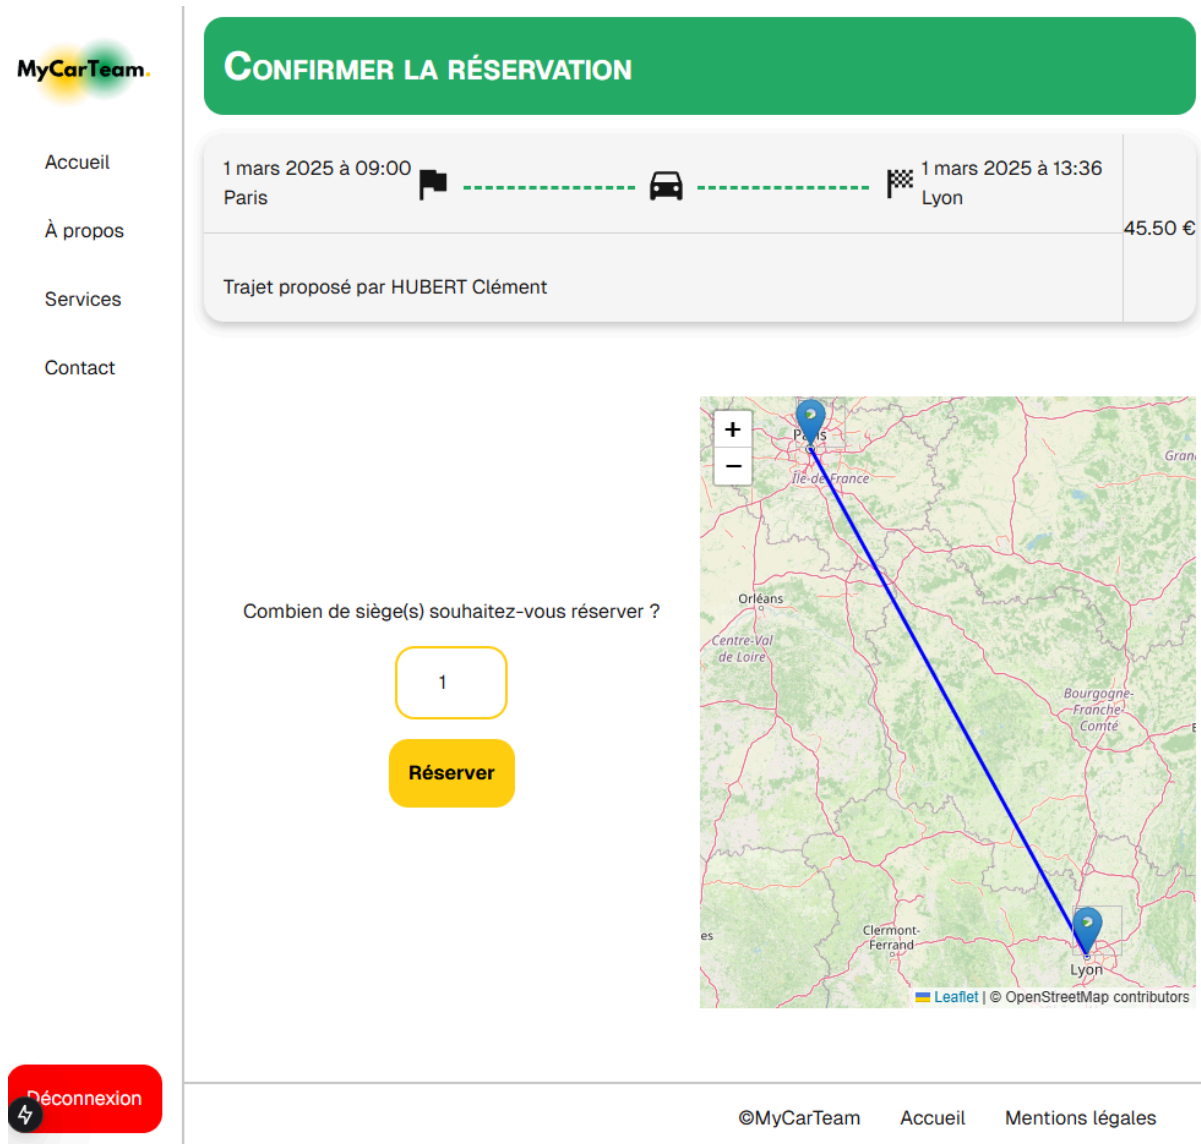 MyCarTeam.
Accueil
À propos
Services
Contact
Déconnexion
CONFIRMER LA RÉSERVATION
1 mars 2025 à 09:00
Paris
1 mars 2025 à 13:36
Lyon
45.50 €
Trajet proposé par HUBERT Clément
Combien de siège(s) souhaitez-vous réserver ?
1
Réserver
+
−
Paris
Île-de-France
Orléans
Centre-Val
de Loire
Bourgogne-
Franche-
Comté
Clermont-
Ferrand
Lyon
Leaflet | © OpenStreetMap contributors
©MyCarTeam Accueil Mentions légales